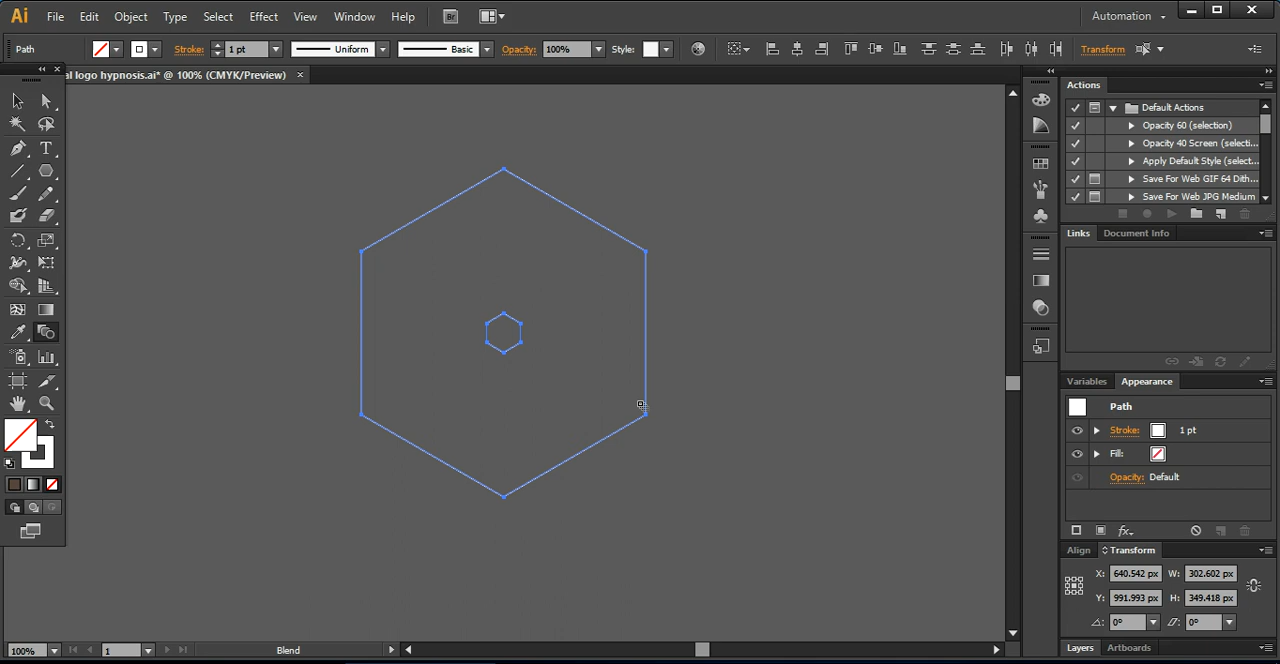 Ai File Edit Object Type Select Effect View Window Help Br Automation
Path Stroke: 1 pt Uniform Basic Opacity: 100% Style: Transform
al logo hypnosis.ai* @ 100% (CMYK/Preview)
Actions
Default Actions
Opacity 60 (selection)
Opacity 40 Screen (selecti...
Apply Default Style (select...
Save For Web GIF 64 Dith...
Save For Web JPG Medium
Links Document Info
Variables Appearance
Path
Stroke: 1 pt
Fill:
Opacity: Default
fx
Align Transform
X: 640.542 px W: 302.602 px
Y: 991.993 px H: 349.418 px
0° 0°
Layers Artboards
100% 1 Blend